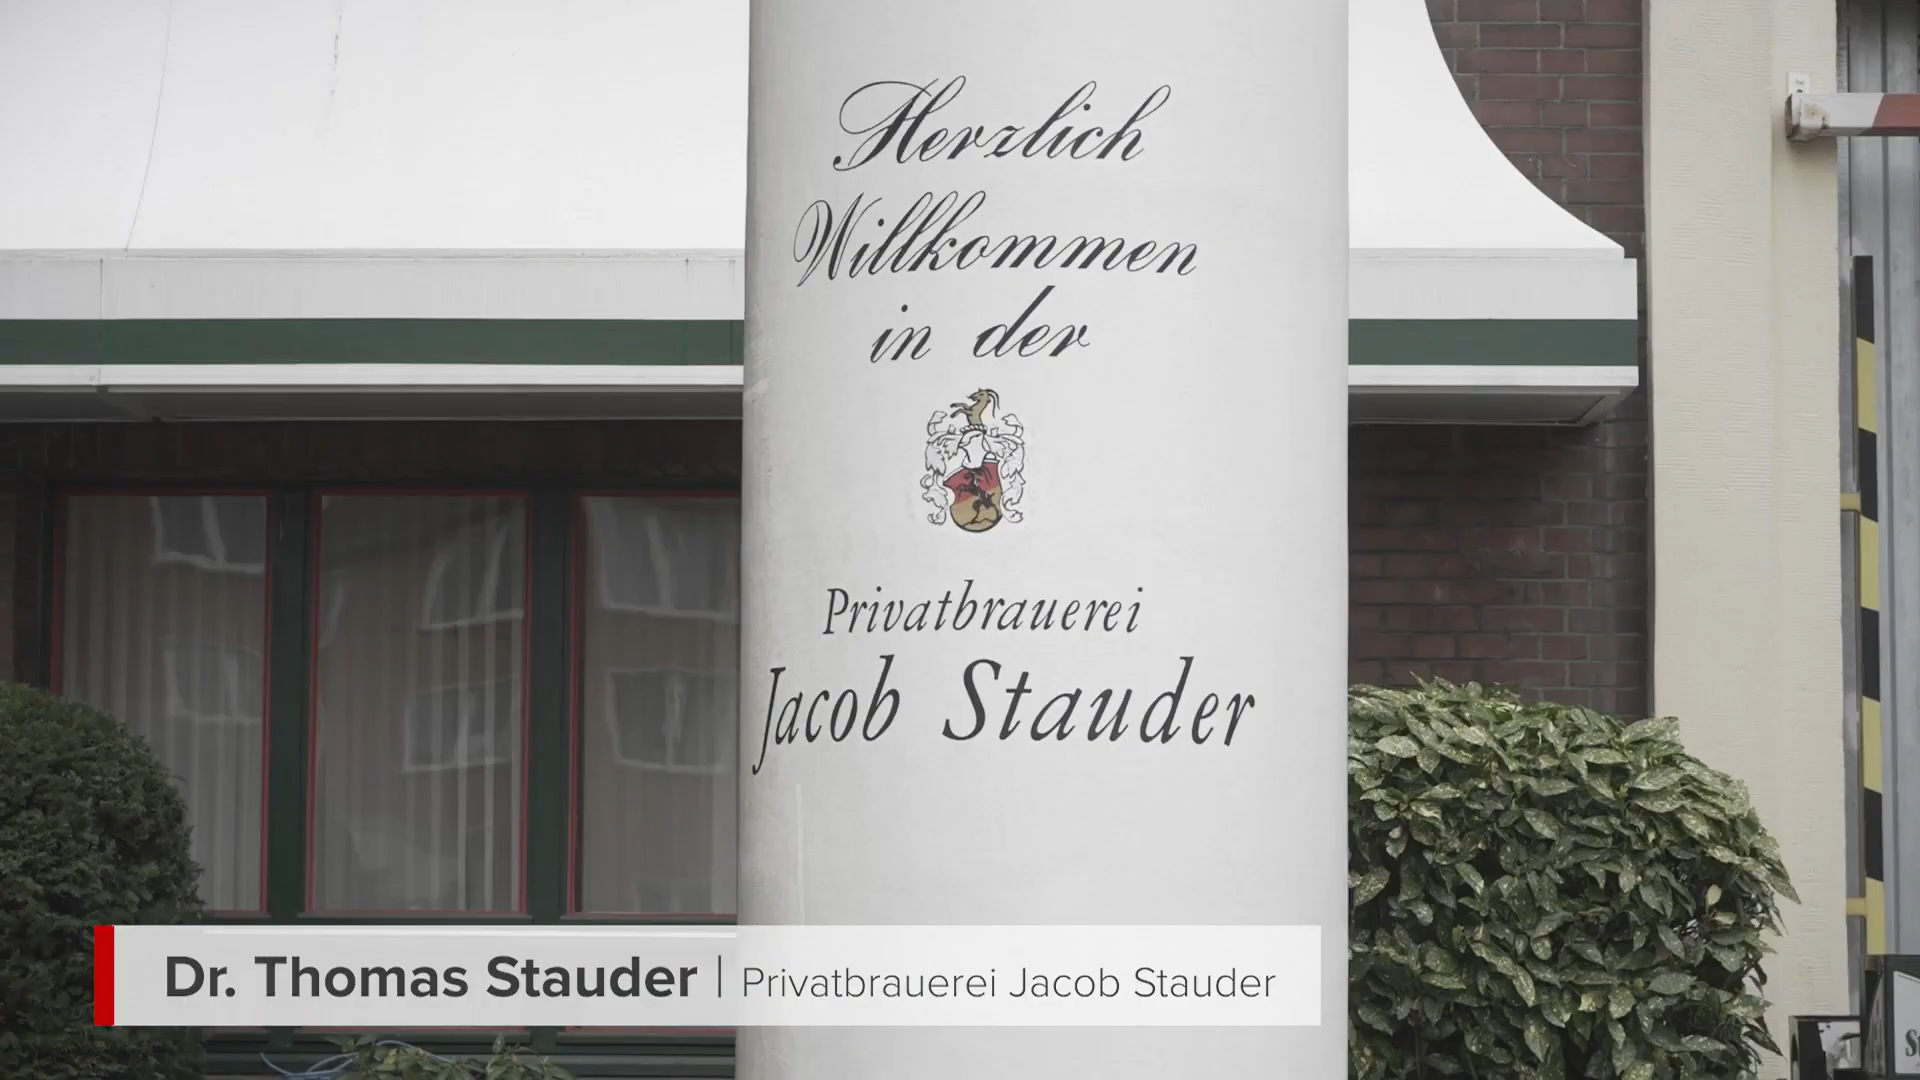 Herzlich
Willkommen
in der
Privatbrauerei
Jacob Stauder
Dr. Thomas Stauder | Privatbrauerei Jacob Stauder